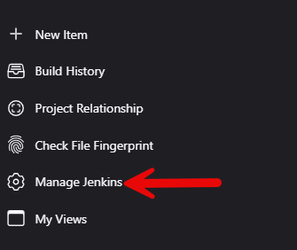 New Item
Build History
Project Relationship
Check File Fingerprint
Manage Jenkins
My Views